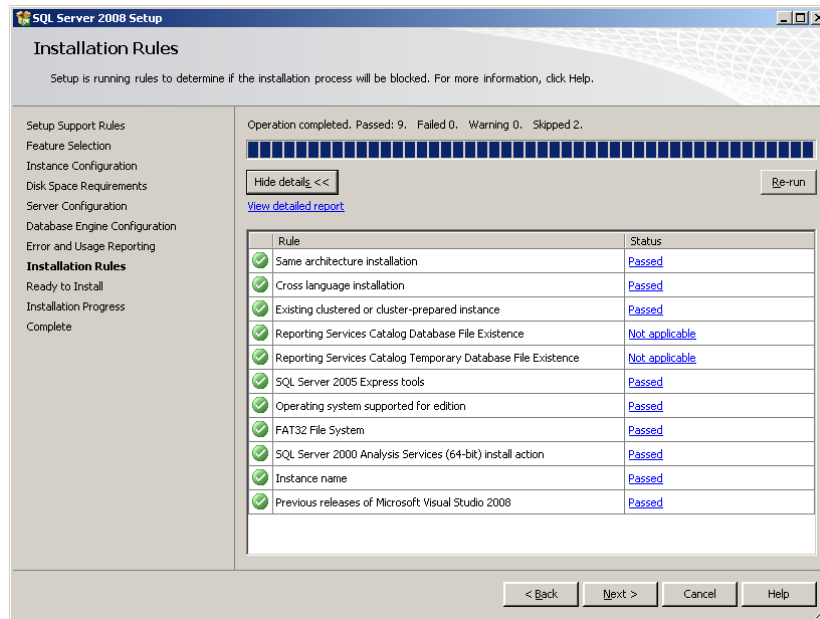 SQL Server 2008 Setup
Installation Rules
Setup is running rules to determine if the installation process will be blocked. For more information, click Help.
Setup Support Rules
Feature Selection
Instance Configuration
Disk Space Requirements
Server Configuration
Database Engine Configuration
Error and Usage Reporting
Installation Rules
Ready to Install
Installation Progress
Complete
Operation completed. Passed: 9. Failed 0. Warning 0. Skipped 2.
Hide details <<
Re-run
View detailed report
Rule Status
Same architecture installation Passed
Cross language installation Passed
Existing clustered or cluster-prepared instance Passed
Reporting Services Catalog Database File Existence Not applicable
Reporting Services Catalog Temporary Database File Existence Not applicable
SQL Server 2005 Express tools Passed
Operating system supported for edition Passed
FAT32 File System Passed
SQL Server 2000 Analysis Services (64-bit) install action Passed
Instance name Passed
Previous releases of Microsoft Visual Studio 2008 Passed
< Back Next > Cancel Help